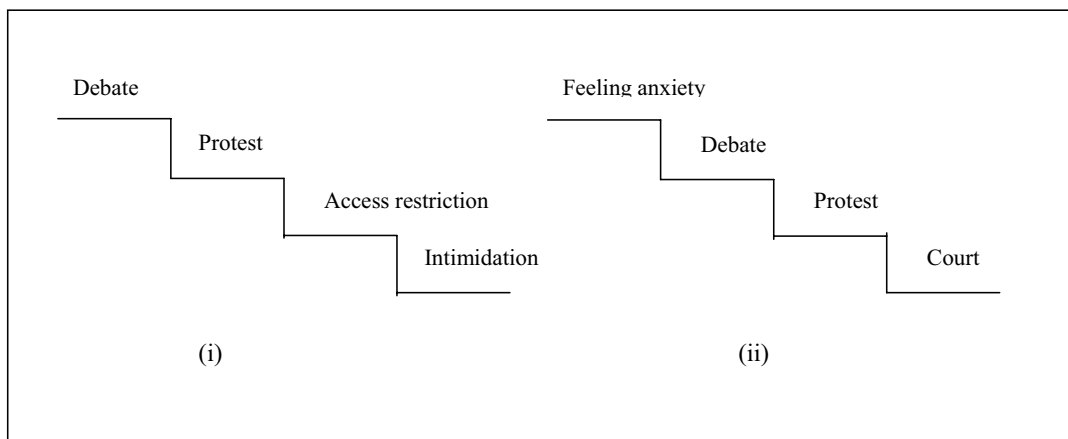 Debate
Protest
Access restriction
Intimidation
(i)
Feeling anxiety
Debate
Protest
Court
(ii)